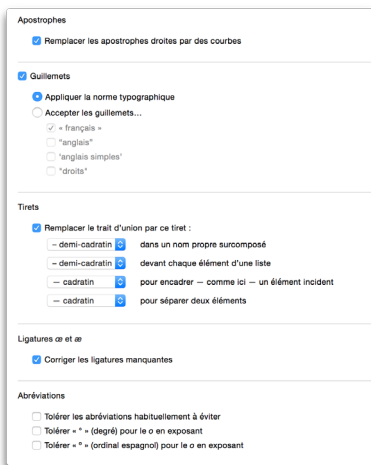 Apostrophes
Remplacer les apostrophes droites par des courbes
Guillemets
Appliquer la norme typographique
Accepter les guillemets…
« français »
“anglais”
‘anglais simples’
"droits"
Tirets
Remplacer le trait d’union par ce tiret :
– demi-cadratin dans un nom propre surcomposé
– demi-cadratin devant chaque élément d’une liste
— cadratin pour encadrer — comme ici — un élément incident
— cadratin pour séparer deux éléments
Ligatures œ et æ
Corriger les ligatures manquantes
Abréviations
Tolérer les abréviations habituellement à éviter
Tolérer « ° » (degré) pour le o en exposant
Tolérer « º » (ordinal espagnol) pour le o en exposant